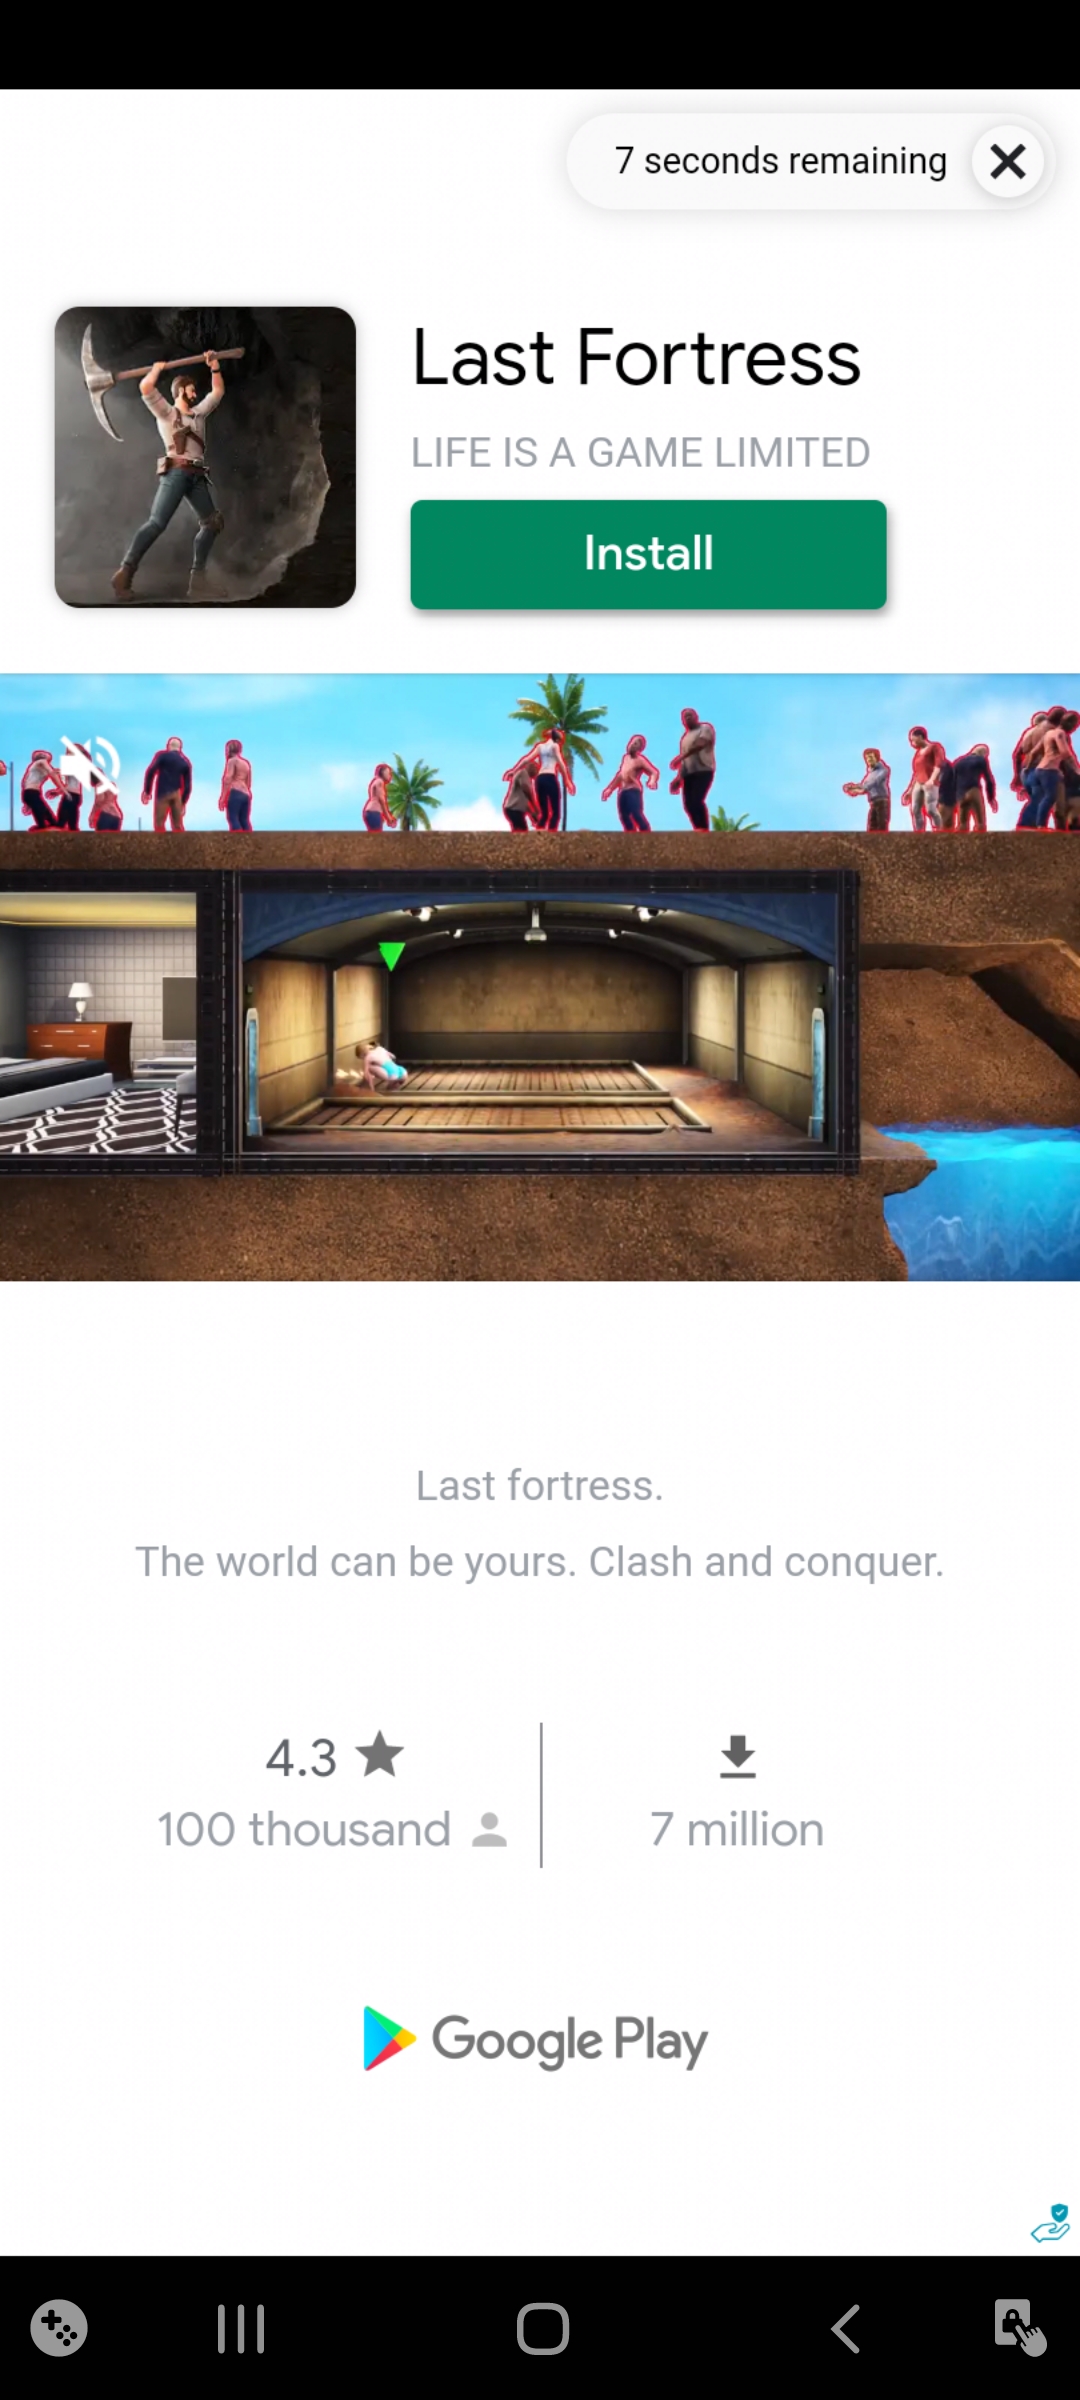 7 seconds remaining
Last Fortress
LIFE IS A GAME LIMITED
Install
Last fortress.
The world can be yours. Clash and conquer.
4.3
100 thousand
7 million
Google Play